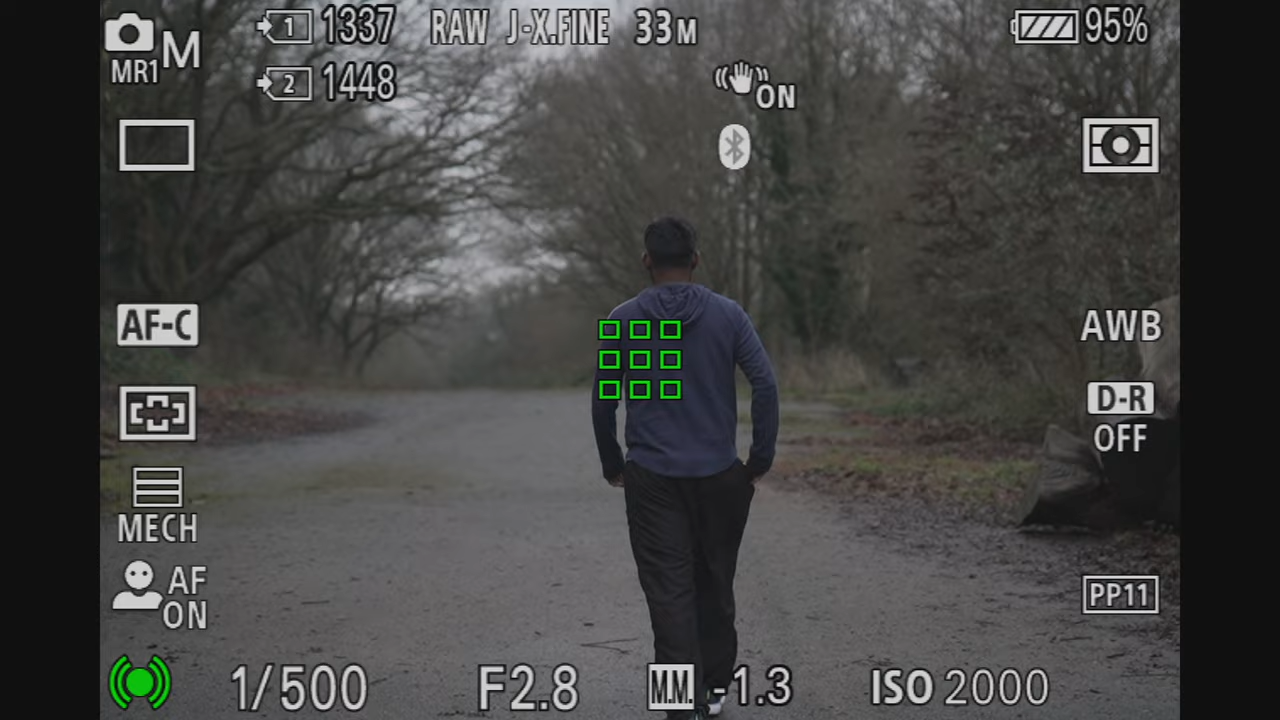 M
MR1
1 1337 RAW J-X.FINE 33M 95%
2 1448
ON
AF-C
AWB
D-R
OFF
MECH
AF
ON
PP11
1/500 F2.8 M.M. -1.3 ISO 2000